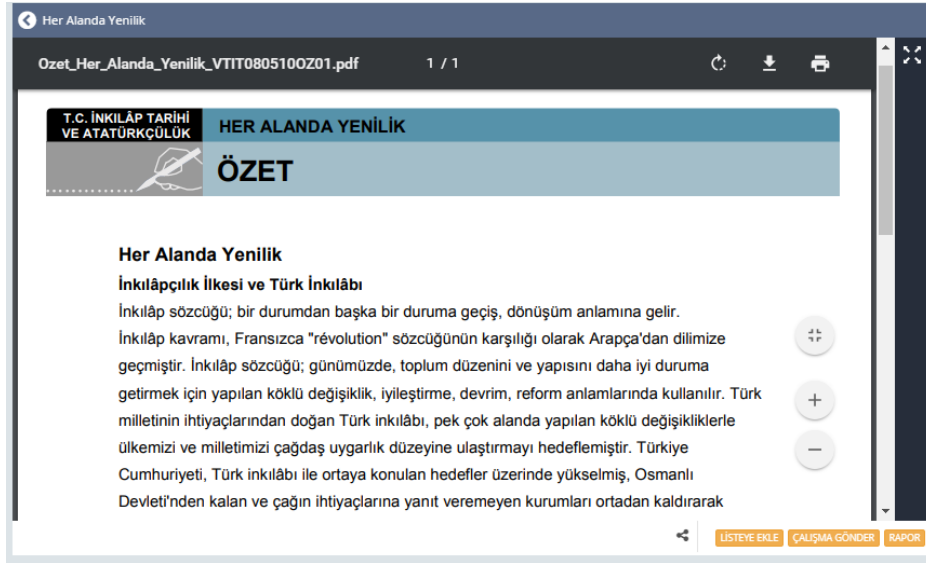 Her Alanda Yenilik
Ozet_Her_Alanda_Yenilik_VTIT080510OZ01.pdf 1 / 1
T.C. İNKILÂP TARİHİ
VE ATATÜRKÇÜLÜK
HER ALANDA YENİLİK
ÖZET
Her Alanda Yenilik
İnkılâpçılık İlkesi ve Türk İnkılâbı
İnkılâp sözcüğü; bir durumdan başka bir duruma geçiş, dönüşüm anlamına gelir.
İnkılâp kavramı, Fransızca "révolution" sözcüğünün karşılığı olarak Arapça'dan dilimize
geçmiştir. İnkılâp sözcüğü; günümüzde, toplum düzenini ve yapısını daha iyi duruma
getirmek için yapılan köklü değişiklik, iyileştirme, devrim, reform anlamlarında kullanılır. Türk
milletinin ihtiyaçlarından doğan Türk inkılâbı, pek çok alanda yapılan köklü değişikliklerle
ülkemizi ve milletimizi çağdaş uygarlık düzeyine ulaştırmayı hedeflemiştir. Türkiye
Cumhuriyeti, Türk inkılâbı ile ortaya konulan hedefler üzerinde yükselmiş, Osmanlı
Devleti'nden kalan ve çağın ihtiyaçlarına yanıt veremeyen kurumları ortadan kaldırarak
LİSTEYE EKLE ÇALIŞMA GÖNDER RAPOR